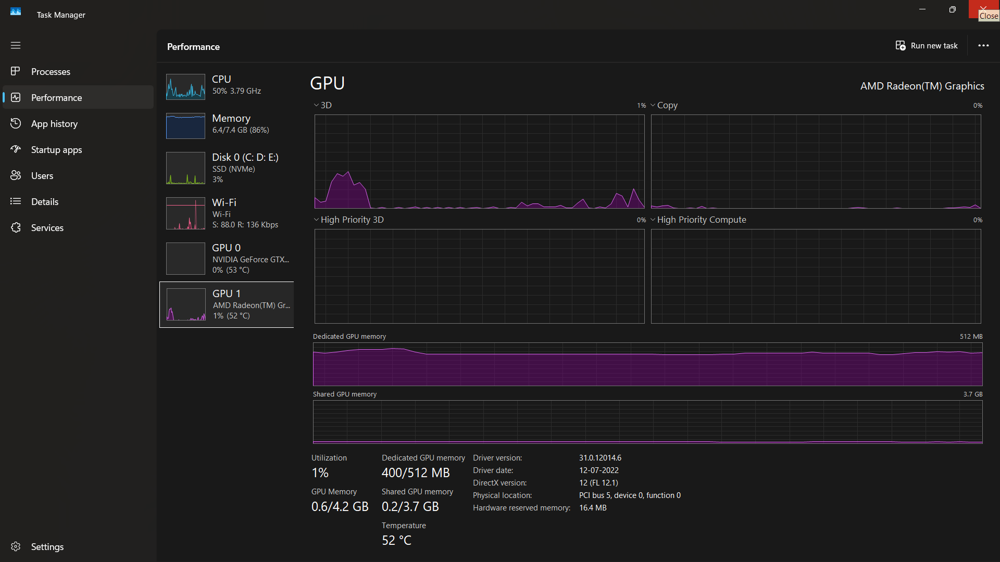 Task Manager
Close
Performance
Run new task
Processes
Performance
App history
Startup apps
Users
Details
Services
Settings
CPU
50% 3.79 GHz
Memory
6.4/7.4 GB (86%)
Disk 0 (C: D: E:)
SSD (NVMe)
3%
Wi-Fi
Wi-Fi
S: 88.0 R: 136 Kbps
GPU 0
NVIDIA GeForce GTX...
0% (53 °C)
GPU 1
AMD Radeon(TM) Gr...
1% (52 °C)
GPU
AMD Radeon(TM) Graphics
3D 1%
Copy 0%
High Priority 3D 0%
High Priority Compute 0%
Dedicated GPU memory 512 MB
Shared GPU memory 3.7 GB
Utilization
1%
Dedicated GPU memory
400/512 MB
GPU Memory
0.6/4.2 GB
Shared GPU memory
0.2/3.7 GB
Temperature
52 °C
Driver version: 31.0.12014.6
Driver date: 12-07-2022
DirectX version: 12 (FL 12.1)
Physical location: PCI bus 5, device 0, function 0
Hardware reserved memory: 16.4 MB